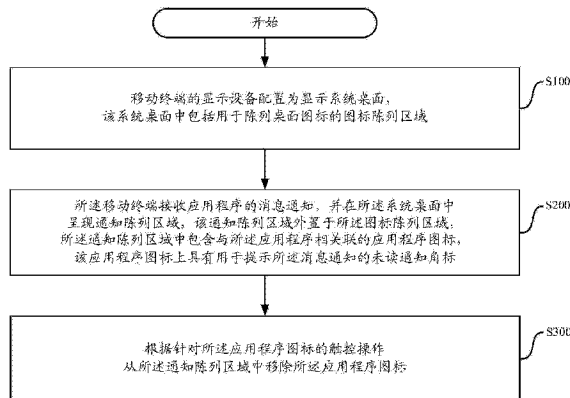 开始
移动终端的显示设备配置为显示系统桌面，
该系统桌面中包括用于陈列桌面图标的图标陈列区域
S100
所述移动终端接收应用程序的消息通知，并在所述系统桌面中
呈现通知陈列区域，该通知陈列区域外置于所述图标陈列区域，
所述通知陈列区域中包含与所述应用程序相关联的应用程序图标，
该应用程序图标上具有用于提示所述消息通知的未读通知角标
S200
根据针对所述应用程序图标的触控操作
从所述通知陈列区域中移除所述应用程序图标
S300